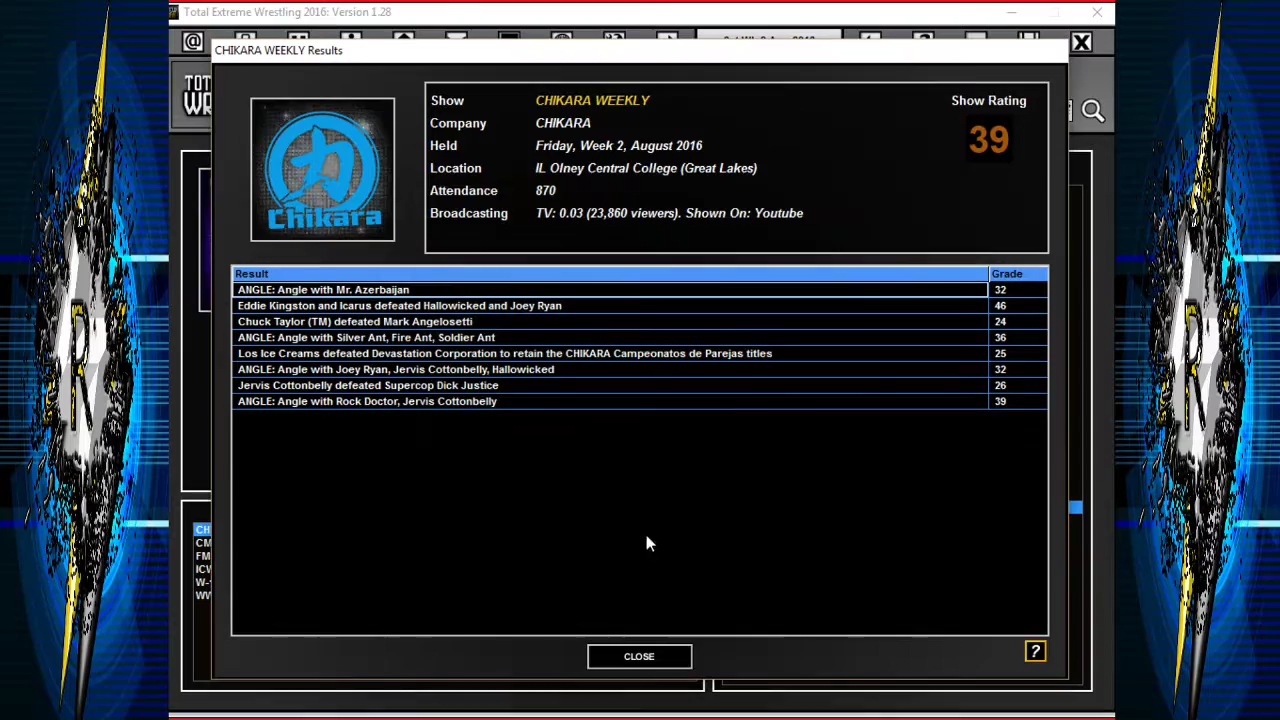 Total Extreme Wrestling 2016: Version 1.28
CHIKARA WEEKLY Results
Show CHIKARA WEEKLY Show Rating
Company CHIKARA 39
Held Friday, Week 2, August 2016
Location IL Olney Central College (Great Lakes)
Attendance 870
Broadcasting TV: 0.03 (23,860 viewers). Shown On: Youtube
力
Chikara
Result Grade
ANGLE: Angle with Mr. Azerbaijan 32
Eddie Kingston and Icarus defeated Hallowicked and Joey Ryan 46
Chuck Taylor (TM) defeated Mark Angelosetti 24
ANGLE: Angle with Silver Ant, Fire Ant, Soldier Ant 36
Los Ice Creams defeated Devastation Corporation to retain the CHIKARA Campeonatos de Parejas titles 25
ANGLE: Angle with Joey Ryan, Jervis Cottonbelly, Hallowicked 32
Jervis Cottonbelly defeated Supercop Dick Justice 26
ANGLE: Angle with Rock Doctor, Jervis Cottonbelly 39
CLOSE ?